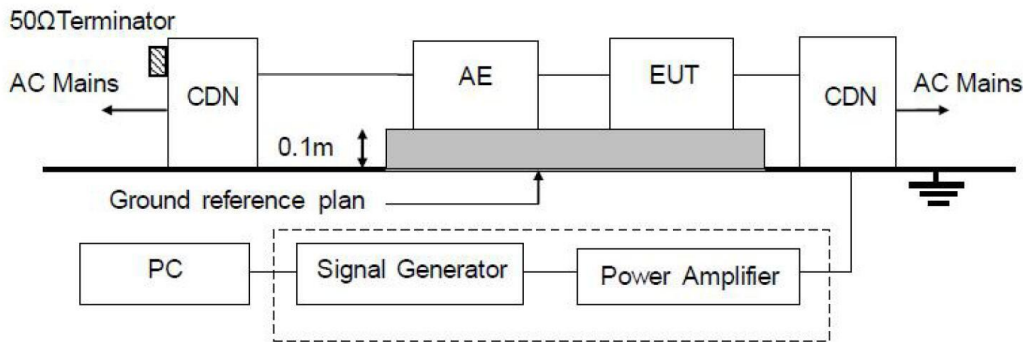 50ΩTerminator
AC Mains
CDN
AE
EUT
CDN
AC Mains
0.1m
Ground reference plan
PC
Signal Generator
Power Amplifier